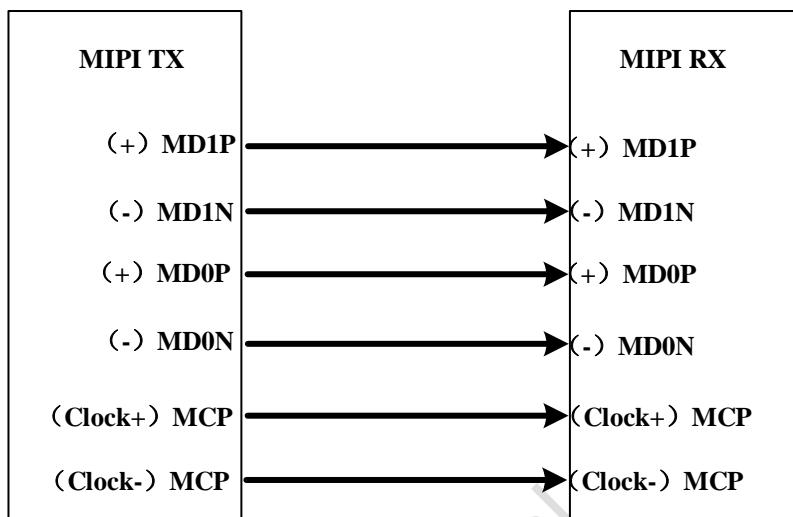 MIPI TX MIPI RX
（+）MD1P （+）MD1P
（-）MD1N （-）MD1N
（+）MD0P （+）MD0P
（-）MD0N （-）MD0N
（Clock+）MCP （Clock+）MCP
（Clock-）MCP （Clock-）MCP